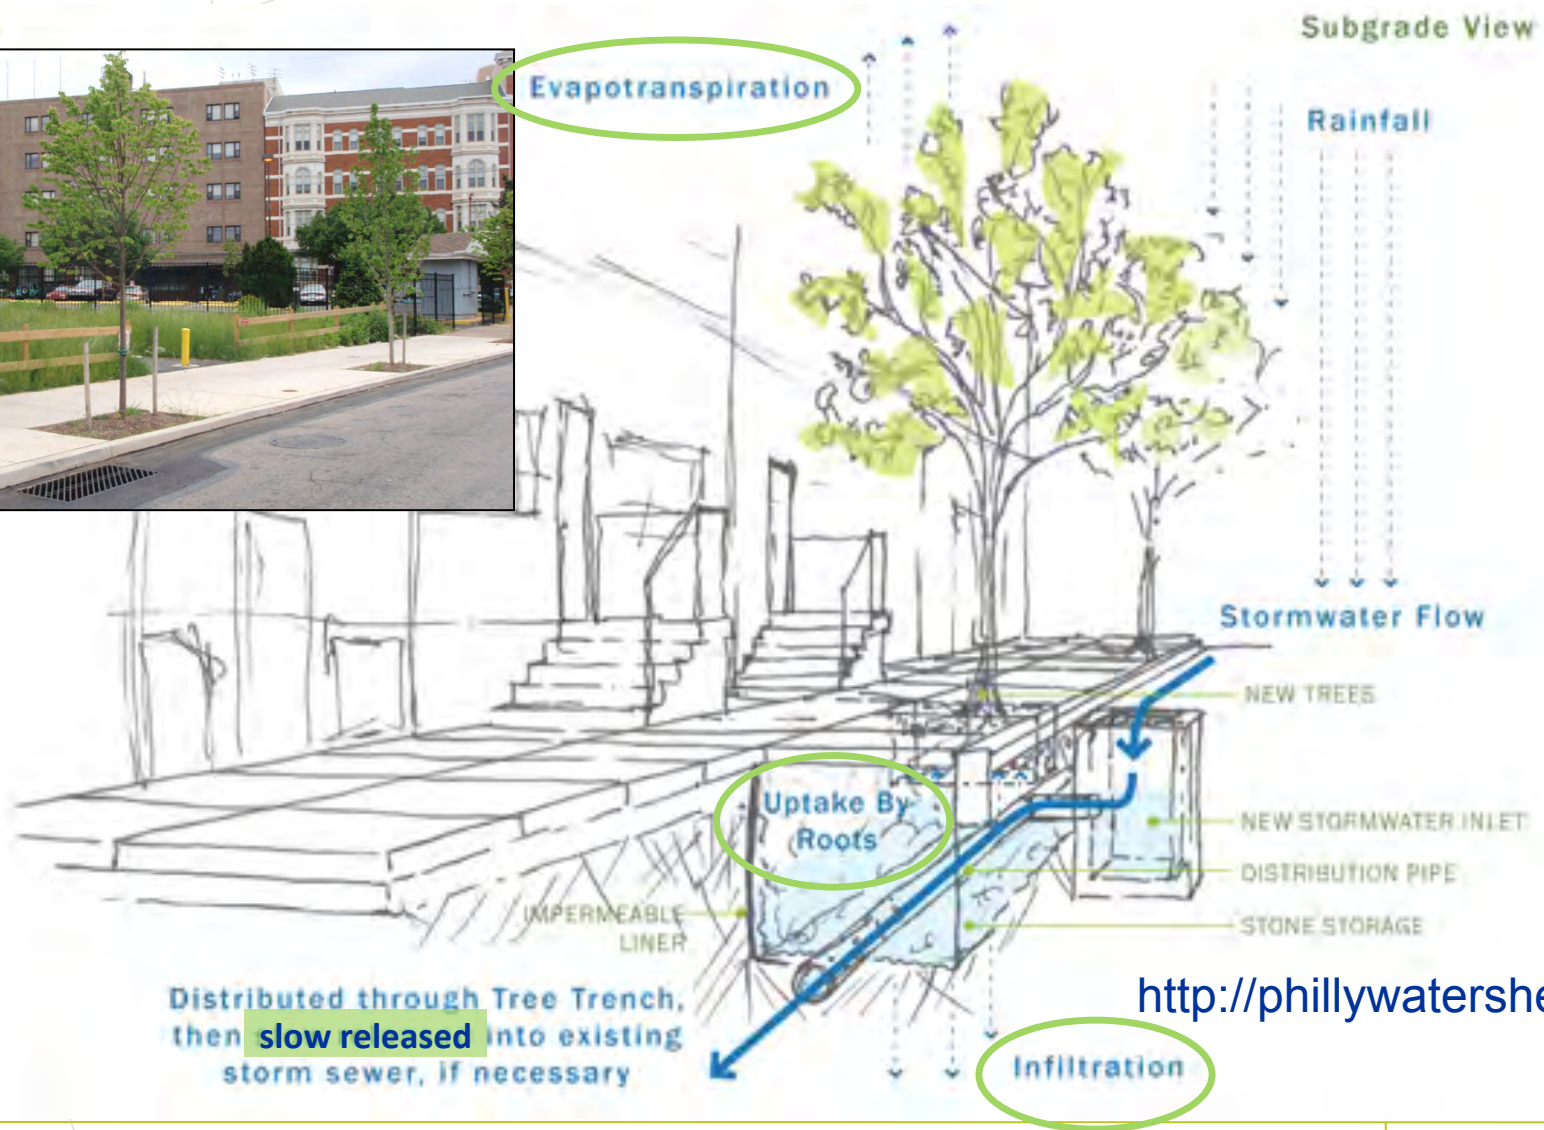 Subgrade View
Evapotranspiration
Rainfall
Stormwater Flow
NEW TREES
Uptake By
Roots
NEW STORMWATER INLET
DISTRIBUTION PIPE
IMPERMEABLE
LINER
STONE STORAGE
Distributed through Tree Trench,
then slow released into existing
storm sewer, if necessary
http://phillywatershe
Infiltration